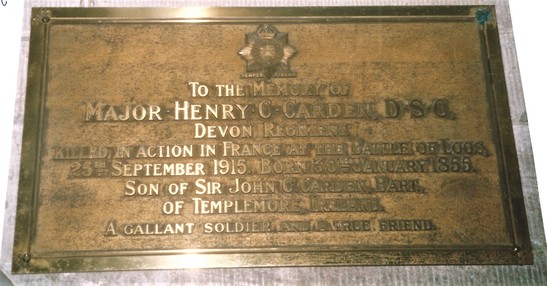 SEMPER FIDELIS
TO THE MEMORY OF
MAJOR HENRY·C·CARDEN, D·S·O,
DEVON REGIMENT,
KILLED IN ACTION IN FRANCE AT THE BATTLE OF LOOS,
25TH SEPTEMBER 1915. BORN JANUARY 1855.
SON OF SIR JOHN C. CARDEN, BART,
OF TEMPLEMORE, IRELAND.
A GALLANT SOLDIER AND A TRUE FRIEND.